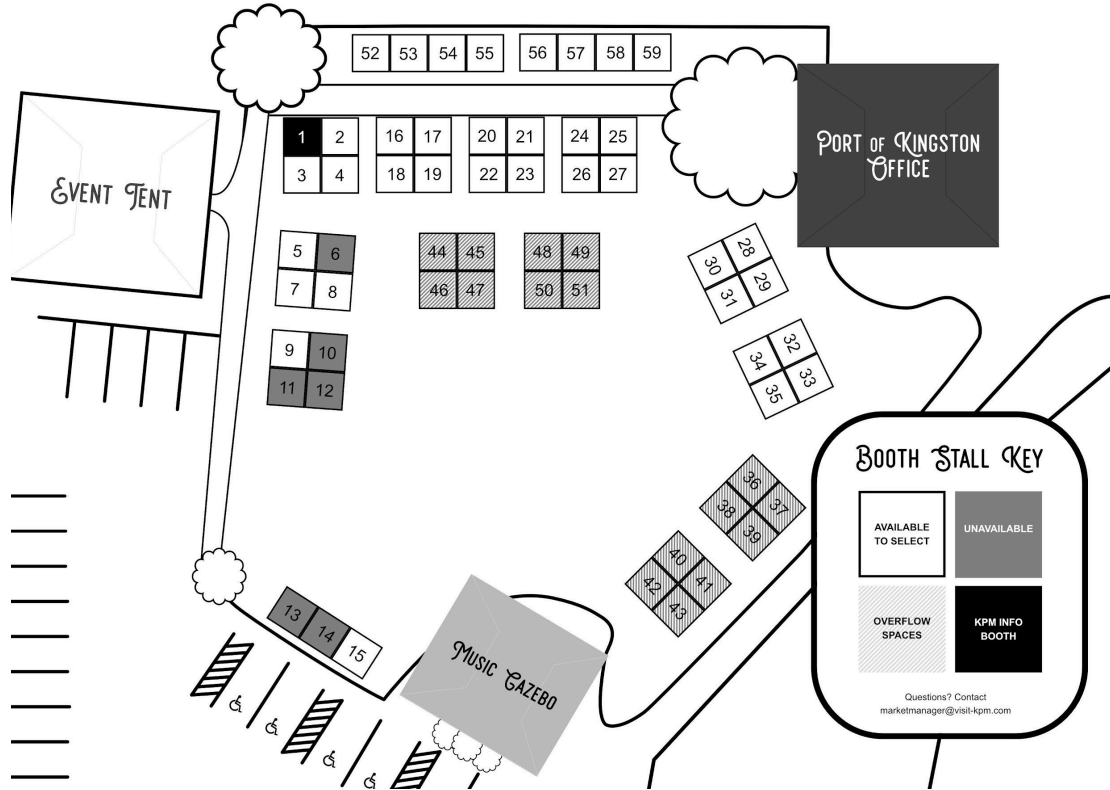 52 53 54 55 56 57 58 59
1 2 16 17 20 21 24 25
3 4 18 19 22 23 26 27
EVENT TENT
PORT OF KINGSTON
OFFICE
5 6 44 45 48 49
7 8 46 47 50 51
9 10
11 12
28
30
29
31
32
34
33
35
36
37
38
39
40
41
42
43
13 14 15
MUSIC GAZEBO
BOOTH STALL KEY
AVAILABLE
TO SELECT
UNAVAILABLE
OVERFLOW
SPACES
KPM INFO
BOOTH
Questions? Contact
marketmanager@visit-kpm.com